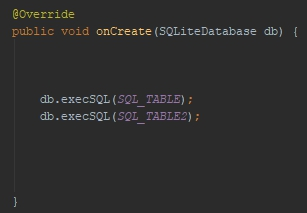 @Override
public void onCreate(SQLiteDatabase db) {
db.execSQL(SQL_TABLE);
db.execSQL(SQL_TABLE2);
}